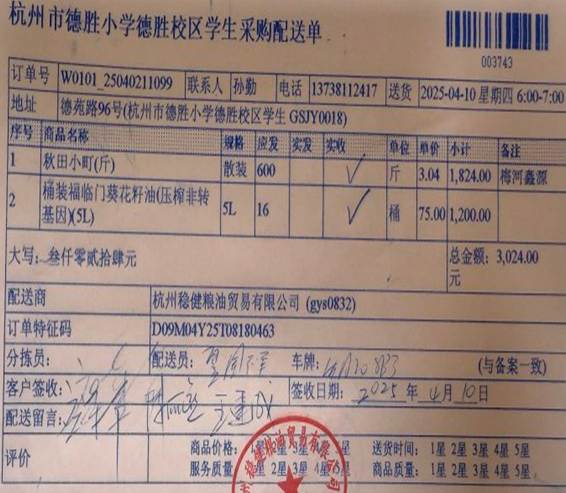 杭州市德胜小学德胜校区学生采购配送单
003743
订单号 W0101_25040211099 联系人 孙勤 电话 13738112417 送货 2025-04-10 星期四 6:00-7:00
地址 德苑路96号(杭州市德胜小学德胜校区学生 GSJY0018)
序号 商品名称 规格 应发 实发 实收 单位 单价 小计 备注
1 秋田小町(斤) 散装 600 斤 3.04 1,824.00 梅河鑫源
2 桶装福临门葵花籽油(压榨非转
基因)(5L) 5L 16 桶 75.00 1,200.00
大写: 叁仟零贰拾肆元 总金额: 3,024.00
元
配送商 杭州稳健粮油贸易有限公司 (gys0832)
订单特征码 D09M04Y25T08180463
分拣员: 配送员: 车牌: (与备案一致)
客户签收: 签收日期: 2025 年 4月 10日
配送留言:
评价 商品价格: 1星 2星 3星 4星 5星 送货时间: 1星 2星 3星 4星 5星
服务质量: 1星 2星 3星 4星 5星 商品质量: 1星 2星 3星 4星 5星
稳健粮油贸易有限公司